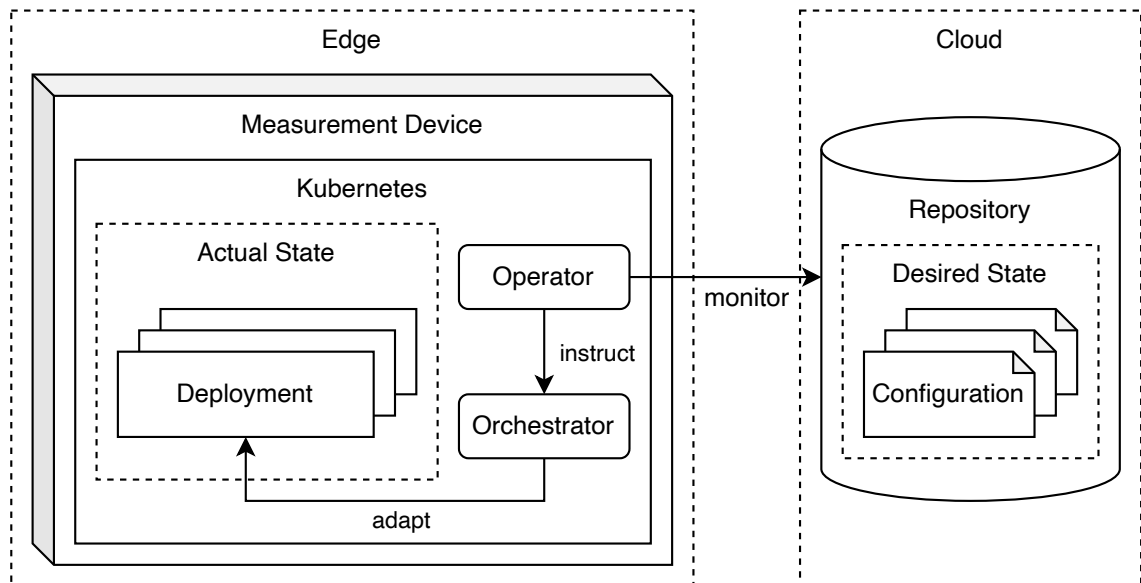 Edge
Measurement Device
Kubernetes
Actual State
Deployment
Operator
instruct
Orchestrator
adapt
monitor
Cloud
Repository
Desired State
Configuration